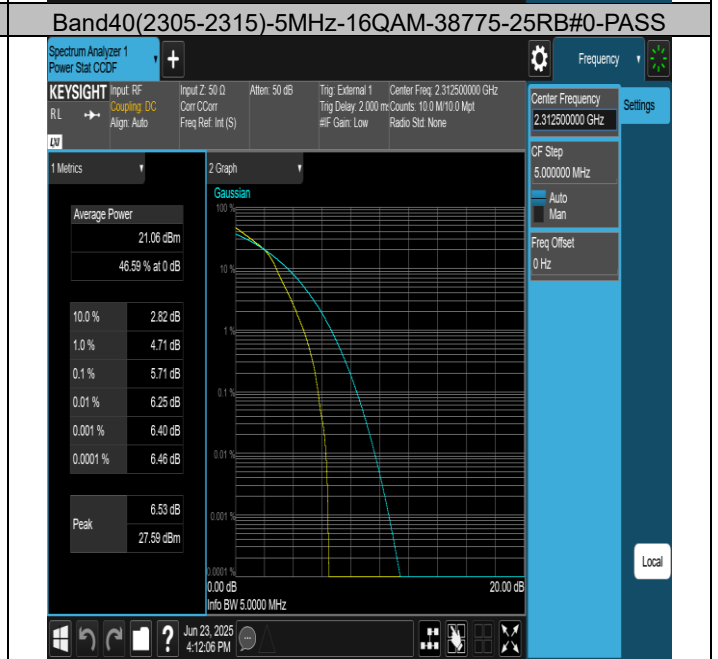 Band40(2305-2315)-5MHz-16QAM-38775-25RB#0-PASS
Spectrum Analyzer 1
Power Stat CCDF
+
Frequency
KEYSIGHT
RL
LXI
Input: RF
Coupling: DC
Align: Auto
Input Z: 50 Ω
Corr CCorr
Freq Ref: Int (S)
Atten: 50 dB
Trig: External 1
Trig Delay: 2.000 ms
#IF Gain: Low
Center Freq: 2.312500000 GHz
Counts: 10.0 M/10.0 Mpt
Radio Std: None
Center Frequency
2.312500000 GHz
Settings
CF Step
5.000000 MHz
Auto
Man
Freq Offset
0 Hz
1 Metrics
Average Power
21.06 dBm
46.59 % at 0 dB
10.0 % 2.82 dB
1.0 % 4.71 dB
0.1 % 5.71 dB
0.01 % 6.25 dB
0.001 % 6.40 dB
0.0001 % 6.46 dB
Peak
6.53 dB
27.59 dBm
2 Graph
Gaussian
100 %
10 %
1 %
0.1 %
0.01 %
0.001 %
0.0001 %
0.00 dB
20.00 dB
Info BW 5.0000 MHz
Local
?
Jun 23, 2025
4:12:06 PM